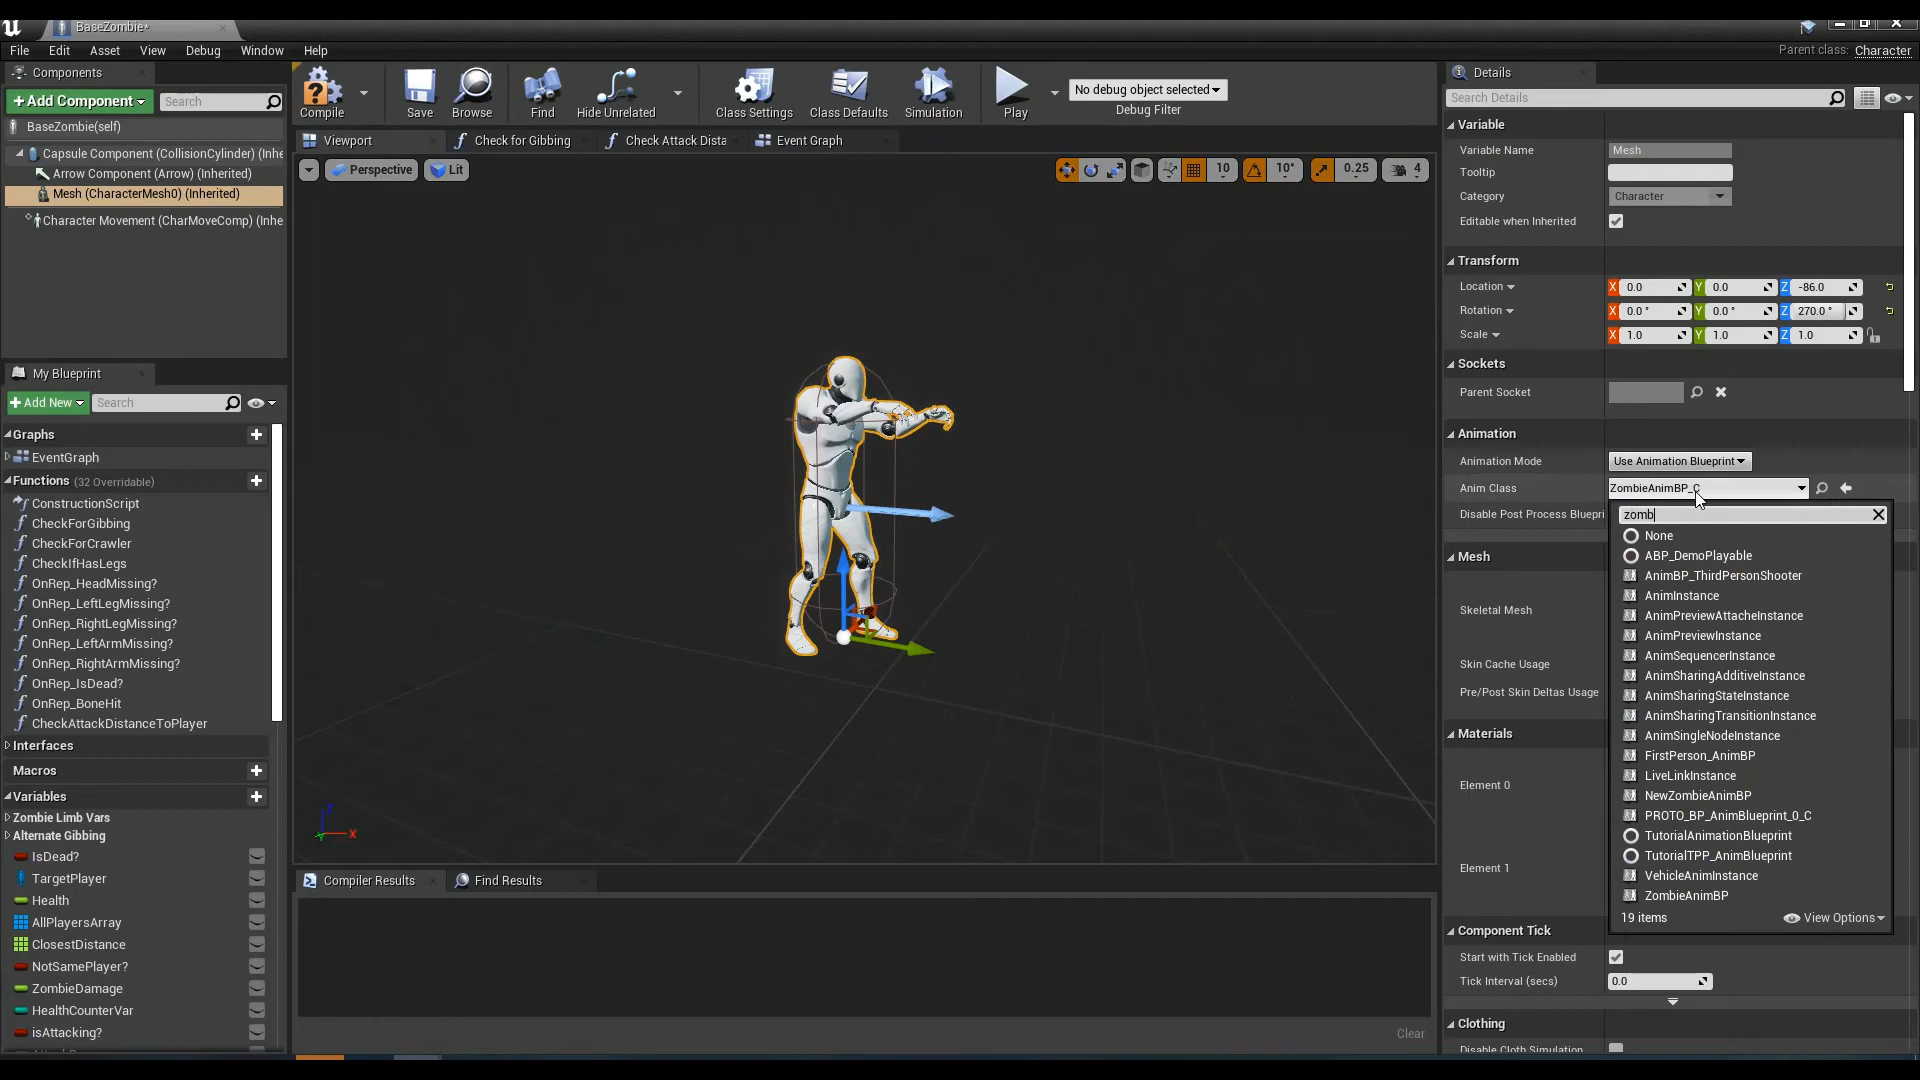 BaseZombie*
File Edit Asset View Debug Window Help
Parent class: Character
Components
+ Add Component
Search
BaseZombie(self)
Capsule Component (CollisionCylinder) (Inhe
Arrow Component (Arrow) (Inherited)
Mesh (CharacterMesh0) (Inherited)
Character Movement (CharMoveComp) (Inhe
My Blueprint
+ Add New
Search
Graphs
EventGraph
Functions (32 Overridable)
ConstructionScript
CheckForGibbing
CheckForCrawler
CheckIfHasLegs
OnRep_HeadMissing?
OnRep_LeftLegMissing?
OnRep_RightLegMissing?
OnRep_LeftArmMissing?
OnRep_RightArmMissing?
OnRep_IsDead?
OnRep_BoneHit
CheckAttackDistanceToPlayer
Interfaces
Macros
Variables
Zombie Limb Vars
Alternate Gibbing
IsDead?
TargetPlayer
Health
AllPlayersArray
ClosestDistance
NotSamePlayer?
ZombieDamage
HealthCounterVar
isAttacking?
Compile
Save
Browse
Find
Hide Unrelated
Class Settings
Class Defaults
Simulation
Play
No debug object selected
Debug Filter
Viewport
Check for Gibbing
Check Attack Dista
Event Graph
Perspective
Lit
10
10°
0.25
4
Z
X
Y
Compiler Results
Find Results
Clear
Details
Search Details
Variable
Variable Name Mesh
Tooltip
Category Character
Editable when Inherited
Transform
Location X 0.0 Y 0.0 Z -86.0
Rotation X 0.0 ° Y 0.0 ° Z 270.0 °
Scale X 1.0 Y 1.0 Z 1.0
Sockets
Parent Socket
Animation
Animation Mode Use Animation Blueprint
Anim Class ZombieAnimBP_C
Disable Post Process Bluepri
zomb
None
ABP_DemoPlayable
AnimBP_ThirdPersonShooter
AnimInstance
AnimPreviewAttacheInstance
AnimPreviewInstance
AnimSequencerInstance
AnimSharingAdditiveInstance
AnimSharingStateInstance
AnimSharingTransitionInstance
AnimSingleNodeInstance
FirstPerson_AnimBP
LiveLinkInstance
NewZombieAnimBP
PROTO_BP_AnimBlueprint_0_C
TutorialAnimationBlueprint
TutorialTPP_AnimBlueprint
VehicleAnimInstance
ZombieAnimBP
19 items
View Options
Mesh
Skeletal Mesh
Skin Cache Usage
Pre/Post Skin Deltas Usage
Materials
Element 0
Element 1
Component Tick
Start with Tick Enabled
Tick Interval (secs) 0.0
Clothing
Disable Cloth Simulation